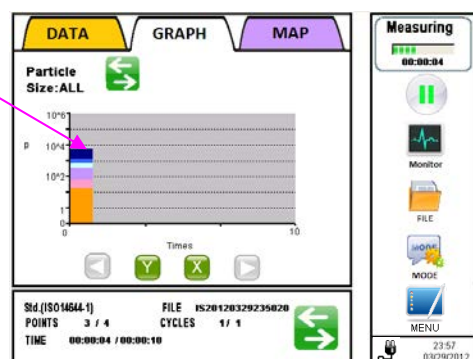 DATA GRAPH MAP
Particle
Size:ALL
10^6
p 10^4
10^2
1
0
0 10
Times
Y X
Std.(ISO14644-1) FILE IS20120329235020
POINTS 3 / 4 CYCLES 1/ 1
TIME 00:00:04 / 00:00:10
Measuring
00:00:04
Monitor
FILE
MODE
MODE
MENU
23:57
03/29/2012